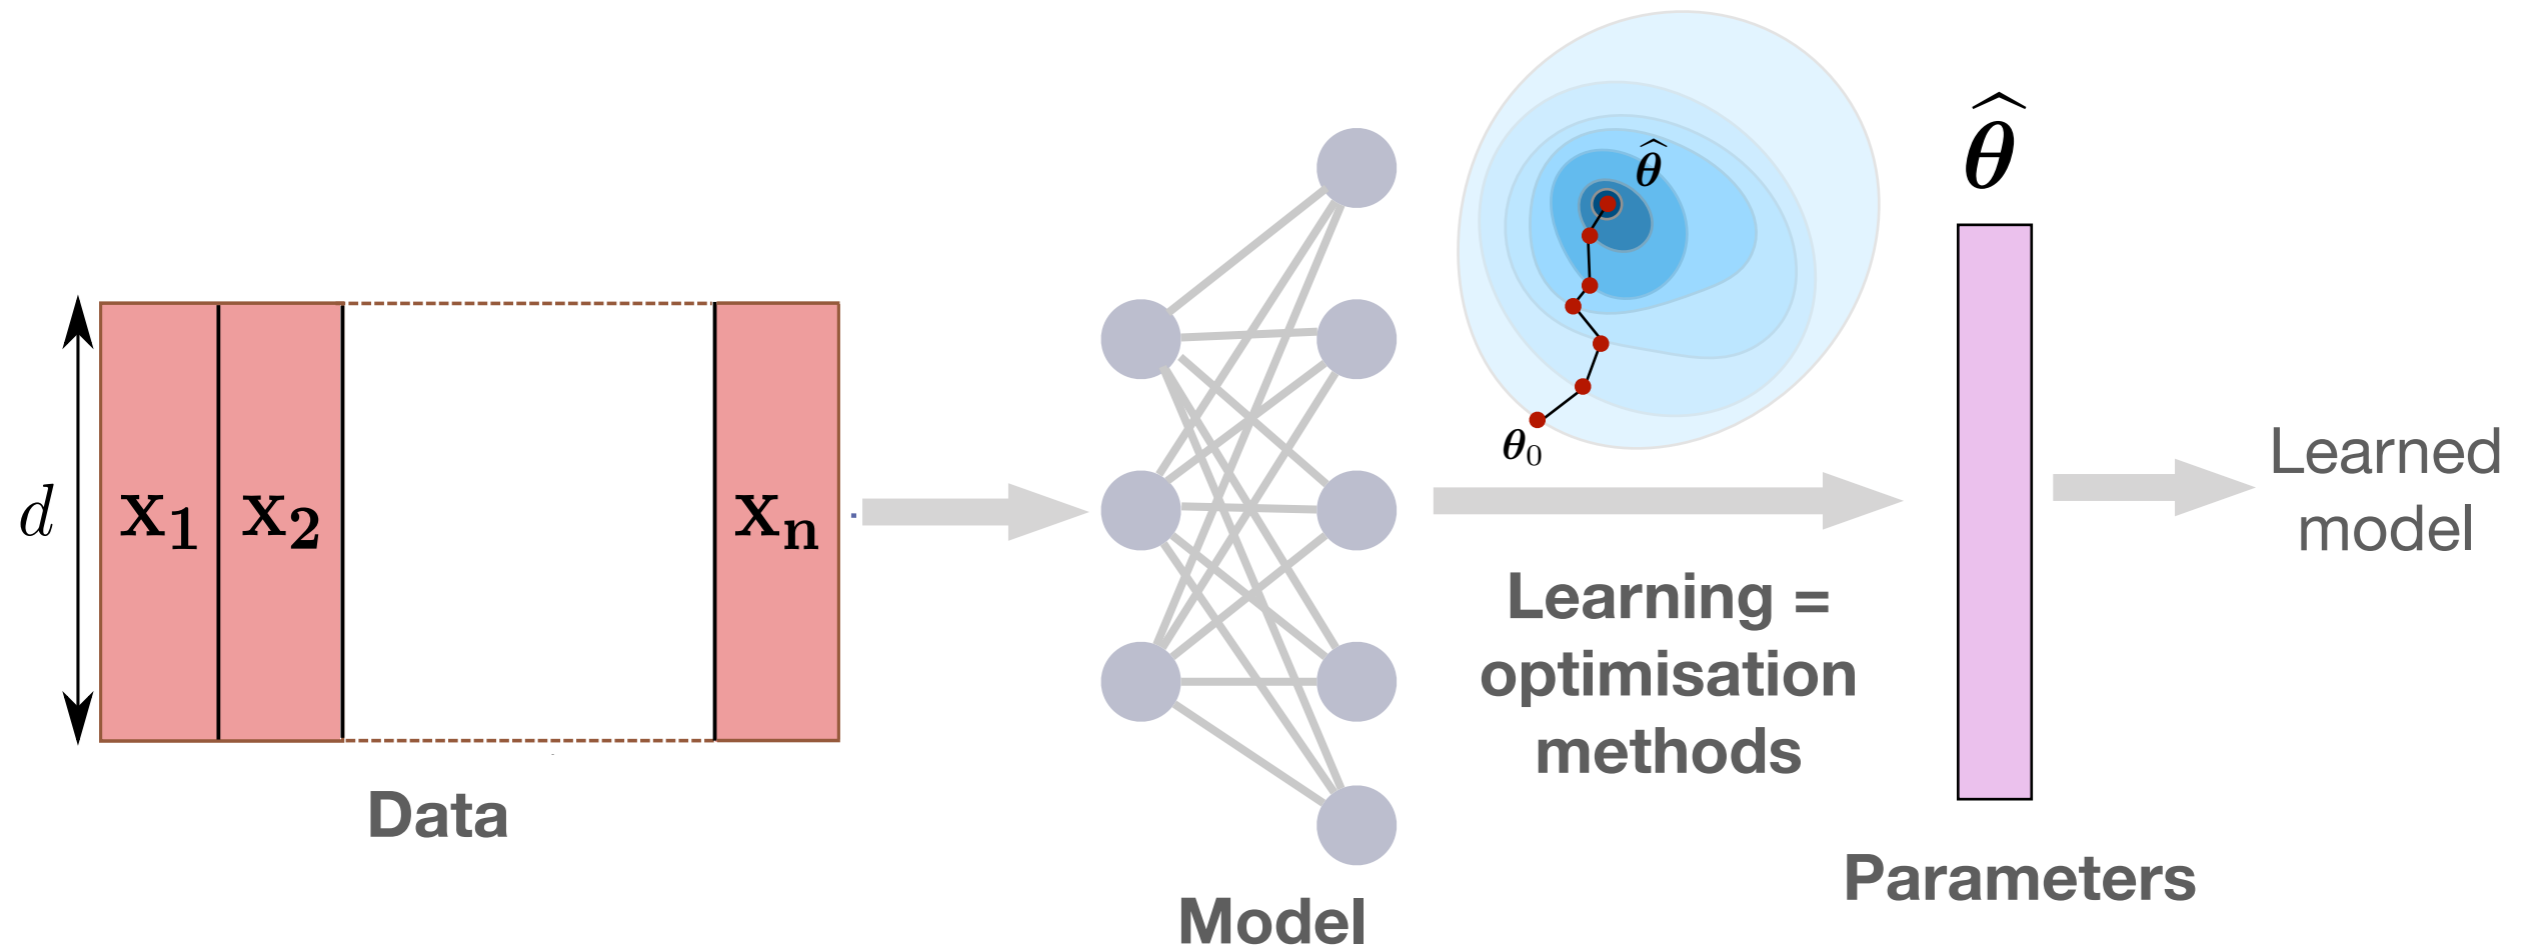 d
x₁ x₂ xₙ
Data
Model
θ̂
θ₀
Learning =
optimisation
methods
θ̂
Parameters
Learned
model